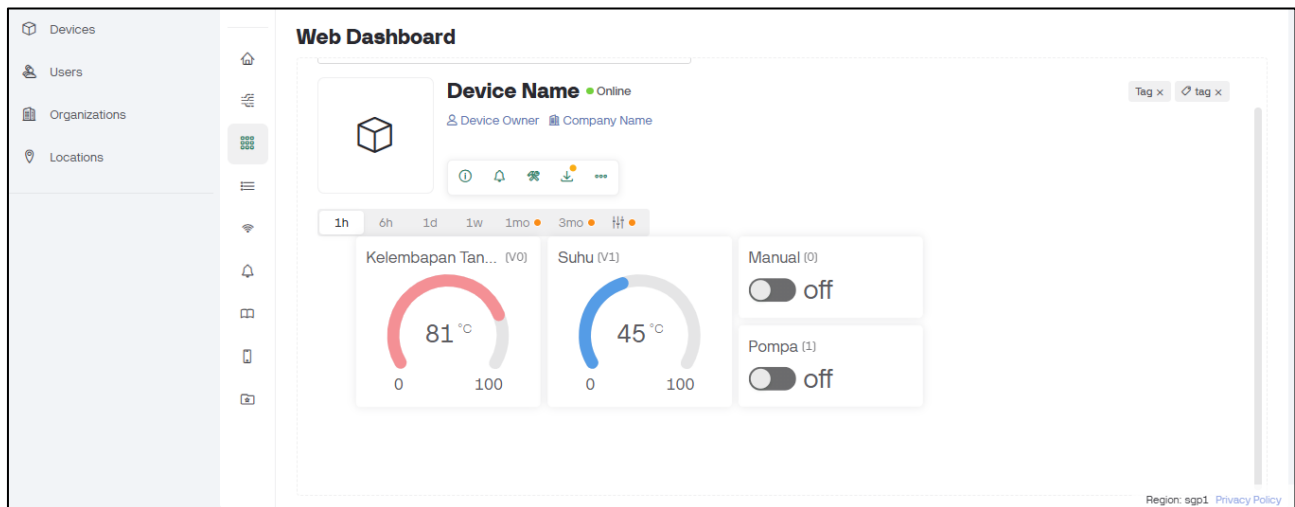 Devices
Users
Organizations
Locations
Web Dashboard
Device Name Online
Device Owner Company Name
Tag × tag ×
1h 6h 1d 1w 1mo 3mo
Kelembapan Tan... (V0)
81 °C
0 100
Suhu (V1)
45 °C
0 100
Manual (0)
off
Pompa (1)
off
Region: sgp1 Privacy Policy